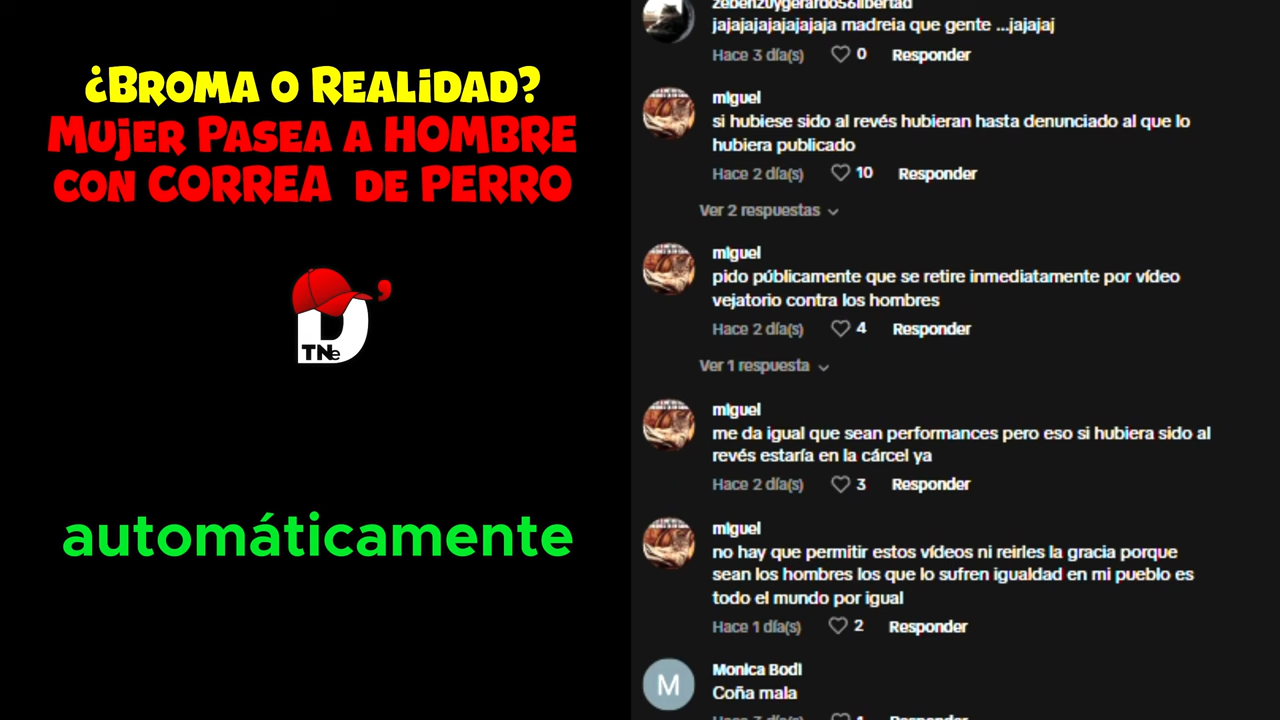 ¿Broma o Realidad?
Mujer Pasea a HOMBRE
con CORREA de PERRO
D'
TNe
automáticamente
zebenzuygerardo56libertad
jajajajajajajaja madreia que gente ...jajajaj
Hace 3 día(s) 0 Responder
miguel
si hubiese sido al revés hubieran hasta denunciado al que lo
hubiera publicado
Hace 2 día(s) 10 Responder
Ver 2 respuestas
miguel
pido públicamente que se retire inmediatamente por vídeo
vejatorio contra los hombres
Hace 2 día(s) 4 Responder
Ver 1 respuesta
miguel
me da igual que sean performances pero eso si hubiera sido al
revés estaría en la cárcel ya
Hace 2 día(s) 3 Responder
miguel
no hay que permitir estos vídeos ni reirles la gracia porque
sean los hombres los que lo sufren igualdad en mi pueblo es
todo el mundo por igual
Hace 1 día(s) 2 Responder
M
Monica Bodi
Coña mala
Hace 3 día(s) 1 Responder